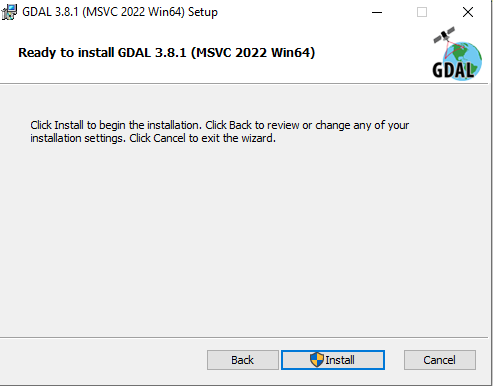 GDAL 3.8.1 (MSVC 2022 Win64) Setup
Ready to install GDAL 3.8.1 (MSVC 2022 Win64)
GDAL
Click Install to begin the installation. Click Back to review or change any of your
installation settings. Click Cancel to exit the wizard.
Back
Install
Cancel